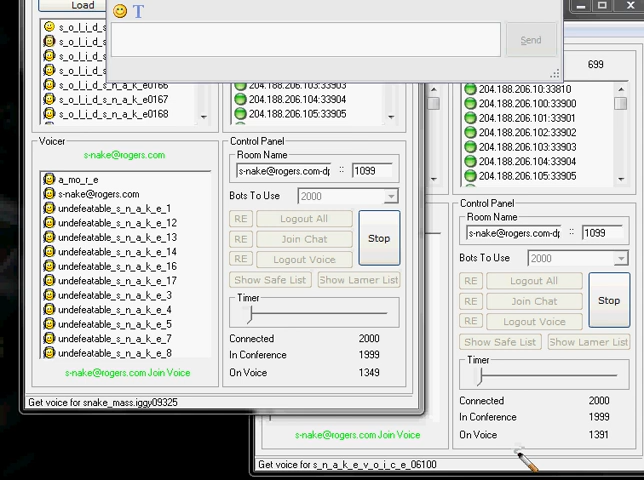 Load
T
Send
s_o_l_i_d_s
s_o_l_i_d_s
s_o_l_i_d_s
s_o_l_i_d_s
s_o_l_i_d_s_n_a_k_e0166
s_o_l_i_d_s_n_a_k_e0167
s_o_l_i_d_s_n_a_k_e0168
204.188.206.103:33903
204.188.206.104:33904
204.188.206.105:33905
Voicer
s-nake@rogers.com
a_mo_r_e
s-nake@rogers.com
undefeatable_s_n_a_k_e_1
undefeatable_s_n_a_k_e_12
undefeatable_s_n_a_k_e_13
undefeatable_s_n_a_k_e_14
undefeatable_s_n_a_k_e_16
undefeatable_s_n_a_k_e_17
undefeatable_s_n_a_k_e_3
undefeatable_s_n_a_k_e_4
undefeatable_s_n_a_k_e_5
undefeatable_s_n_a_k_e_7
undefeatable_s_n_a_k_e_8
s-nake@rogers.com Join Voice
Control Panel
Room Name
s-nake@rogers.com-dp :: 1099
Bots To Use 2000
RE Logout All
RE Join Chat
RE Logout Voice
Stop
Show Safe List Show Lamer List
Timer
Connected 2000
In Conference 1999
On Voice 1349
Get voice for snake_mass.iggy09325
699
204.188.206.10:33810
204.188.206.100:33900
204.188.206.101:33901
204.188.206.102:33902
204.188.206.103:33903
204.188.206.104:33904
204.188.206.105:33905
Control Panel
Room Name
s-nake@rogers.com-dp :: 1099
Bots To Use 2000
RE Logout All
RE Join Chat
RE Logout Voice
Stop
Show Safe List Show Lamer List
Timer
Connected 2000
In Conference 1999
On Voice 1391
s-nake@rogers.com Join Voice
Get voice for s_n_a_k_e_v_o_i_c_e_06100